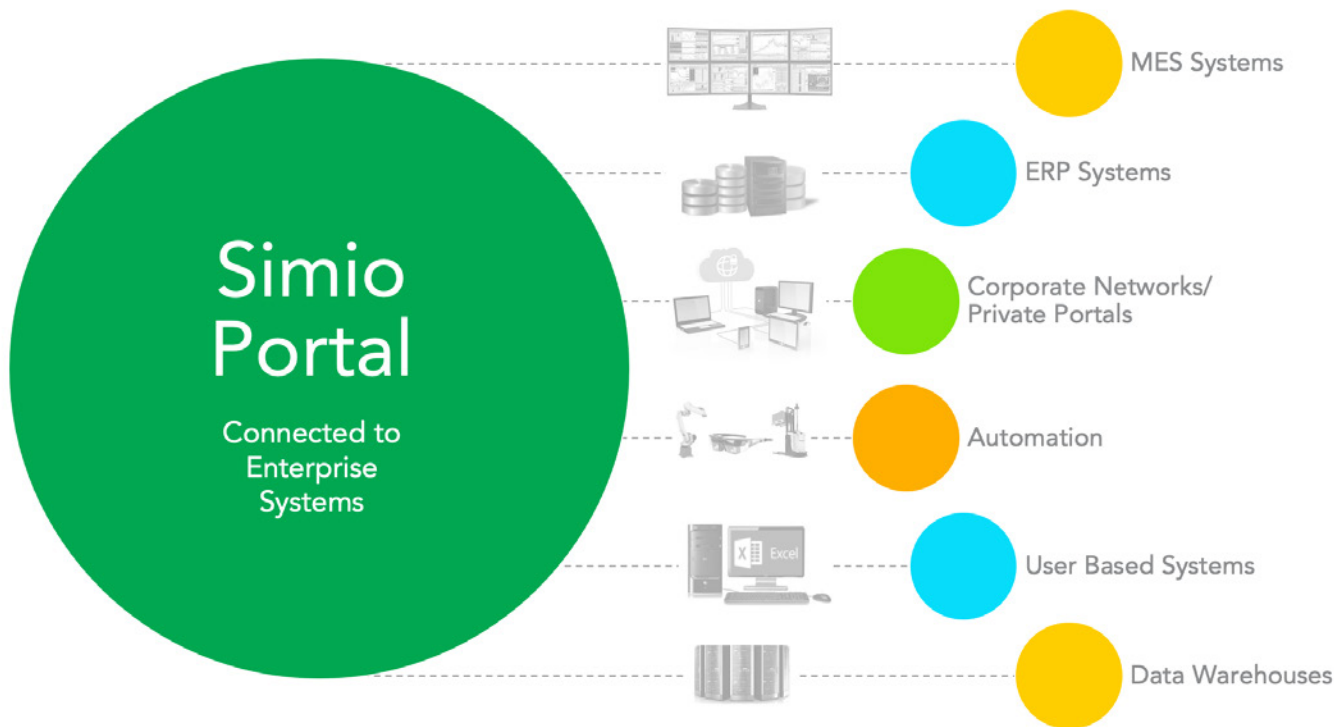 Simio
Portal
Connected to
Enterprise
Systems
MES Systems
ERP Systems
Corporate Networks/
Private Portals
Automation
Excel
User Based Systems
Data Warehouses